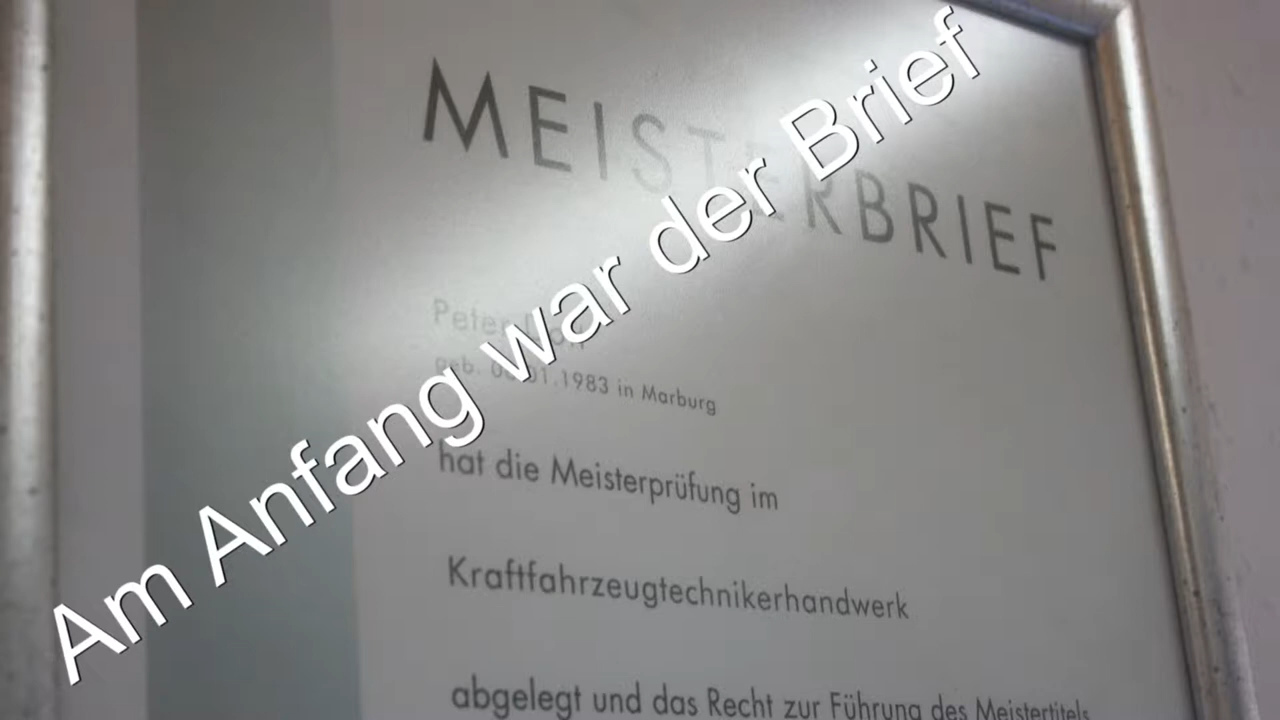 Am Anfang war der Brief
MEISTERBRIEF
Peter
geb. 01.1983 in Marburg
hat die Meisterprüfung im
Kraftfahrzeugtechnikerhandwerk
abgelegt und das Recht zur Führung des Meistertitels